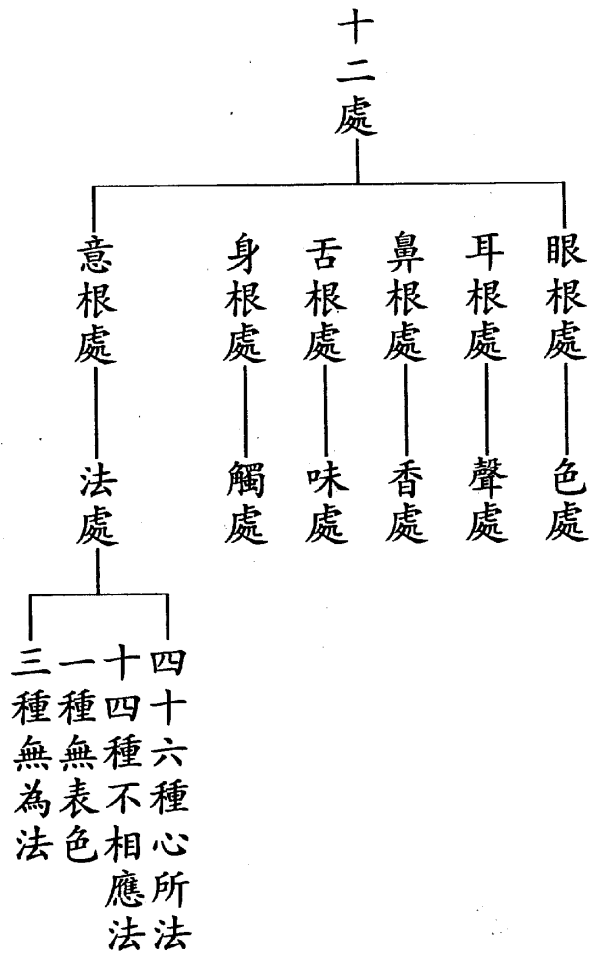 十二處
眼根處
耳根處
鼻根處
舌根處
身根處
意根處
色處
聲處
香處
味處
觸處
法處
四十六種心所法
十四種不相應法
一種無表色
三種無為法